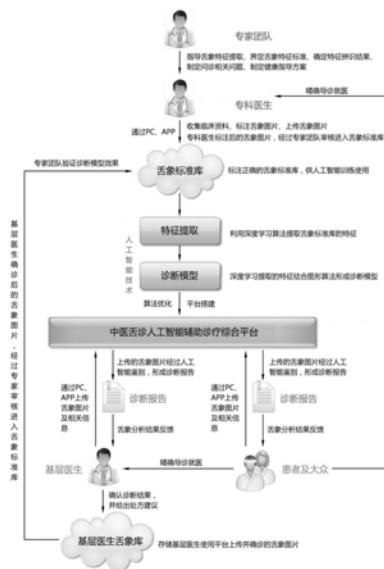 专家团队
指导舌象特征提取、界定舌象特征标准、确定特征辨识结果、
制定问诊相关问题、制定健康指导方案
专科医生
精确导诊就医
通过PC、APP
收集临床资料、标注舌象图片、上传舌象图片
专科医生标注后的舌象图片，经过专家团队审核进入舌象标准库
专家团队验证诊断模型效果
舌象标准库
标注正确的舌象标准库，供人工智能训练使用
人工智能技术
特征提取
利用深度学习算法提取舌象标准库的特征
诊断模型
深度学习提取的特征结合图形算法形成诊断模型
算法优化
平台搭建
中医舌诊人工智能辅助诊疗综合平台
基层医生确诊后的舌象图片，经过专家审核进入舌象标准库
通过PC、
APP上传
舌象图片
及相关信
息
上传的舌象图片经过人工
智能鉴别，形成诊断报告
诊断报告
舌象分析结果反馈
通过PC、
APP上传
舌象图片
及相关信
息
上传的舌象图片经过人工
智能鉴别，形成诊断报告
诊断报告
舌象分析结果反馈
基层医生
精确导诊就医
患者及大众
确认诊断结果，
并给出处方建议
基层医生舌象库
存储基层医生使用平台上传并确诊的舌象图片